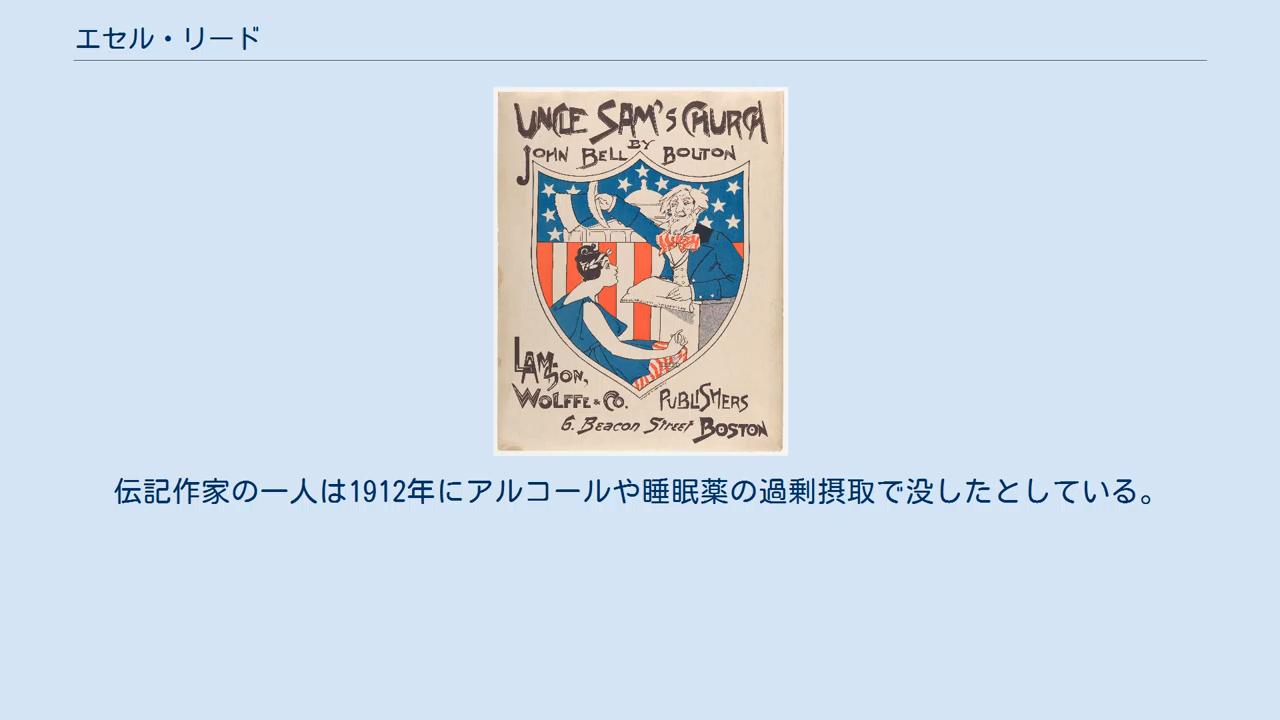 エセル・リード
UNCLE SAM'S CHURCH
BY
JOHN BELL BOLTON
LAMSON,
WOLFFE & CO. PUBLISHERS
6. Beacon Street BOSTON
伝記作家の一人は1912年にアルコールや睡眠薬の過剰摂取で没したとしている。